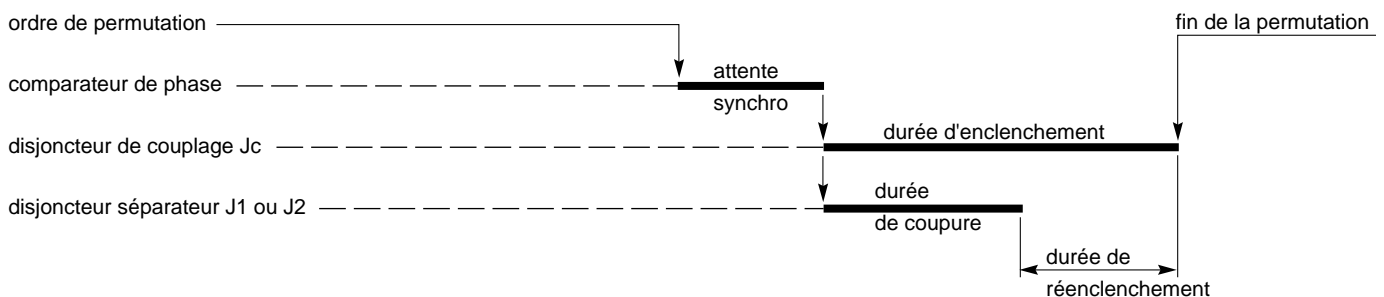 ordre de permutation
fin de la permutation
comparateur de phase
attente
synchro
disjoncteur de couplage Jc
durée d'enclenchement
disjoncteur séparateur J1 ou J2
durée
de coupure
durée de
réenclenchement